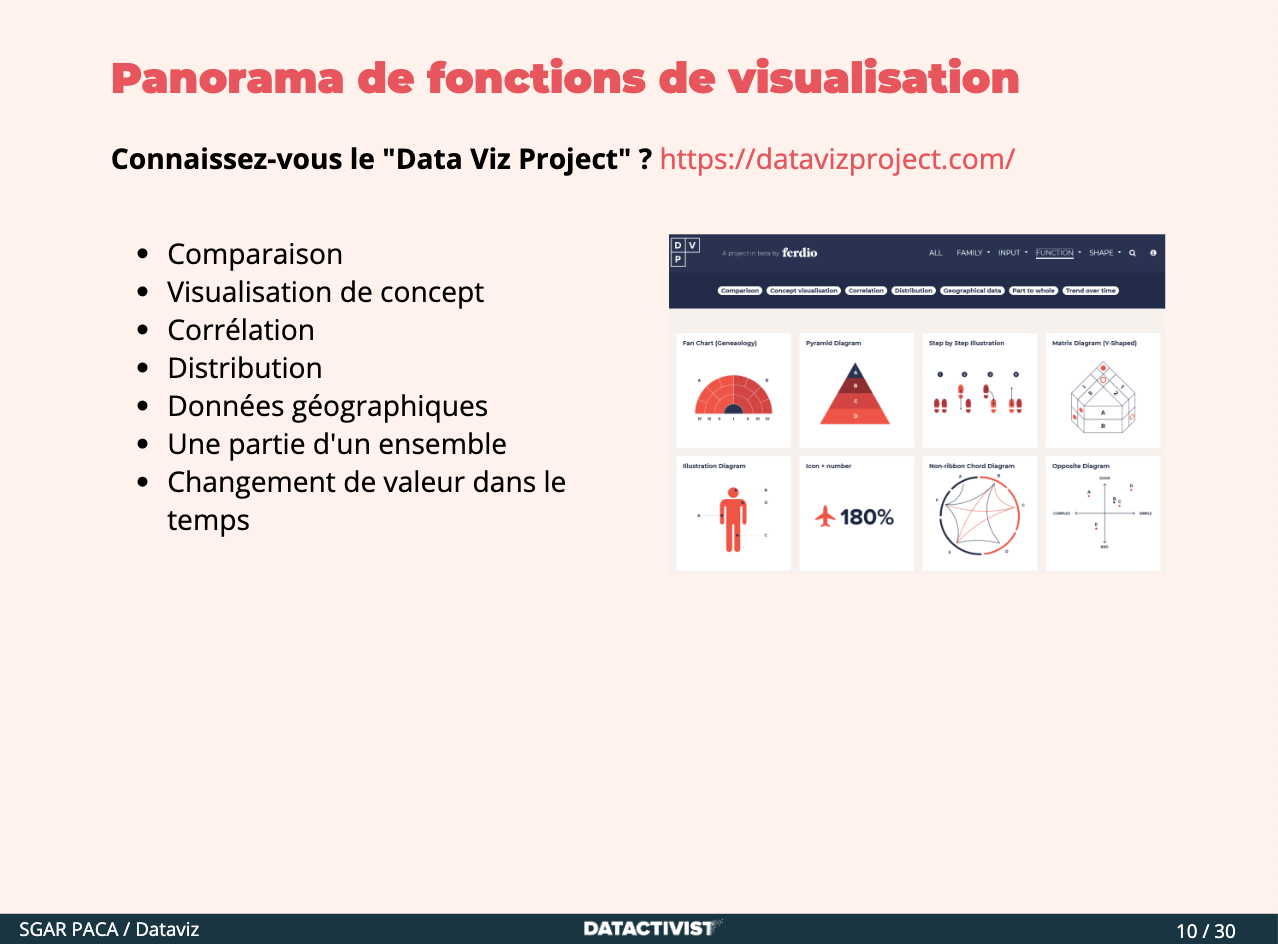 Panorama de fonctions de visualisation
Connaissez-vous le "Data Viz Project" ? https://datavizproject.com/
Comparaison
Visualisation de concept
Corrélation
Distribution
Données géographiques
Une partie d'un ensemble
Changement de valeur dans le
temps
D V
P
A project in beta by ferdio
ALL FAMILY INPUT FUNCTION SHAPE
Comparison Concept visualisation Correlation Distribution Geographical data Part to whole Trend over time
Fan Chart (Geneaology) Pyramid Diagram Step by Step Illustration Matrix Diagram (Y-Shaped)
A
B
C
D
A
B
Illustration Diagram Icon + number Non-ribbon Chord Diagram Opposite Diagram
180%
GOOD
COMPLEX SIMPLE
BAD
SGAR PACA / Dataviz DATACTIVIST 10 / 30